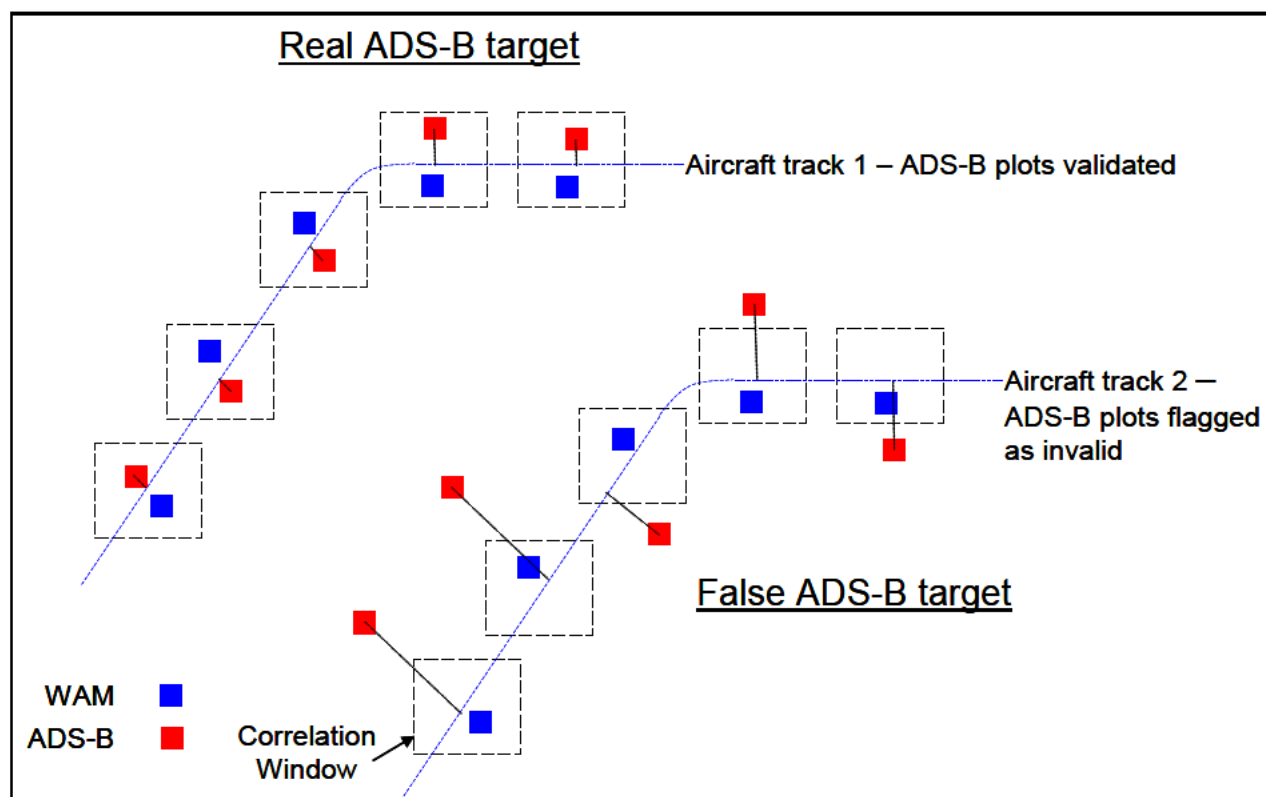 Real ADS-B target
Aircraft track 1 – ADS-B plots validated
Aircraft track 2 –
ADS-B plots flagged
as invalid
False ADS-B target
WAM
ADS-B
Correlation
Window